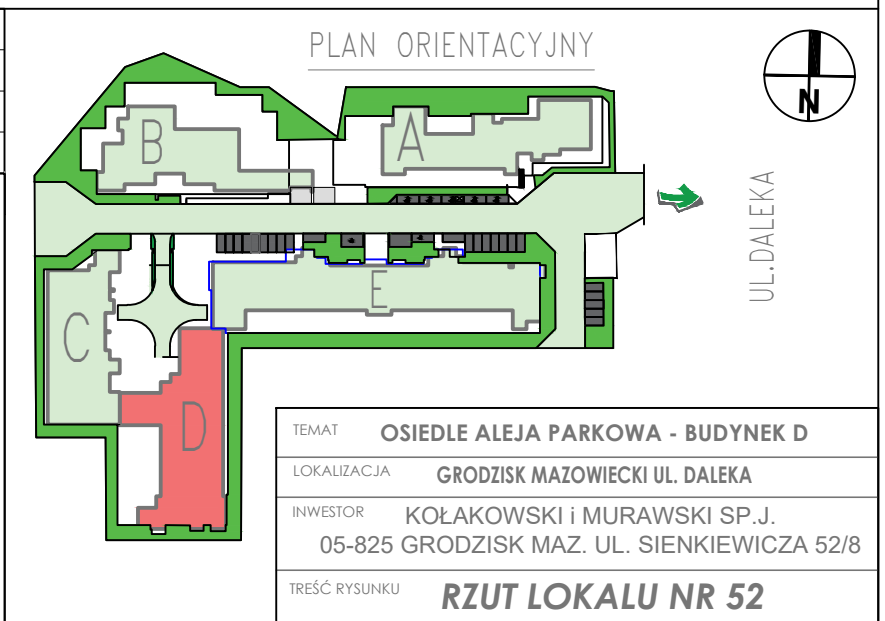 PLAN ORIENTACYJNY
N
B
A
UL.DALEKA
E
C
D
TEMAT OSIEDLE ALEJA PARKOWA - BUDYNEK D
LOKALIZACJA GRODZISK MAZOWIECKI UL. DALEKA
INWESTOR KOŁAKOWSKI i MURAWSKI SP.J.
05-825 GRODZISK MAZ. UL. SIENKIEWICZA 52/8
TREŚĆ RYSUNKU RZUT LOKALU NR 52